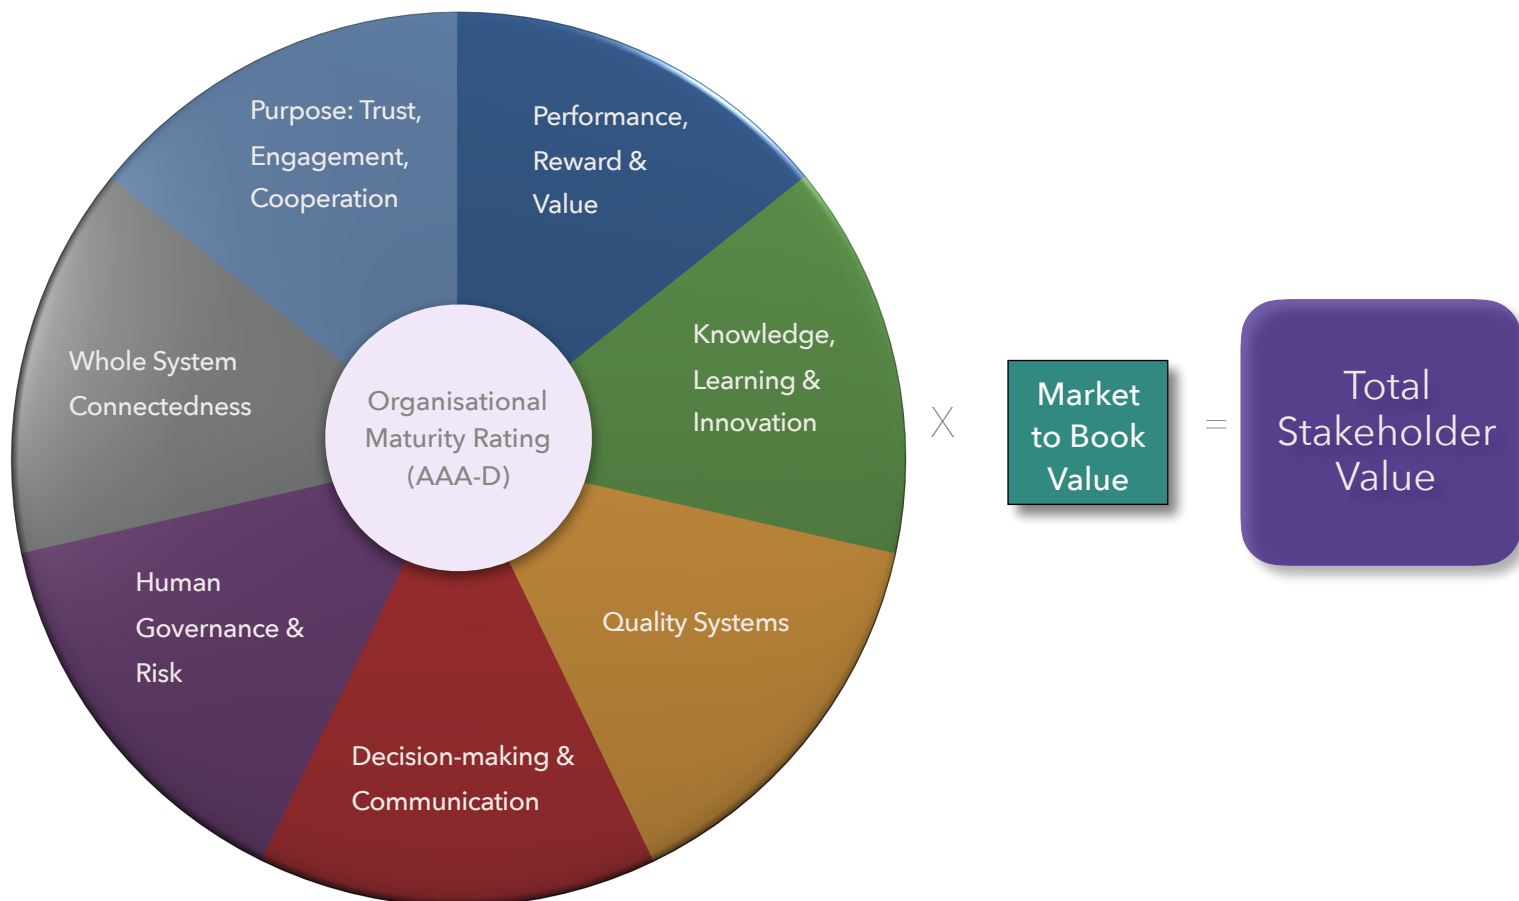 Purpose: Trust,
Engagement,
Cooperation
Performance,
Reward &
Value
Knowledge,
Learning &
Innovation
Quality Systems
Decision-making &
Communication
Human
Governance &
Risk
Whole System
Connectedness
Organisational
Maturity Rating
(AAA-D)
X
Market
to Book
Value
=
Total
Stakeholder
Value